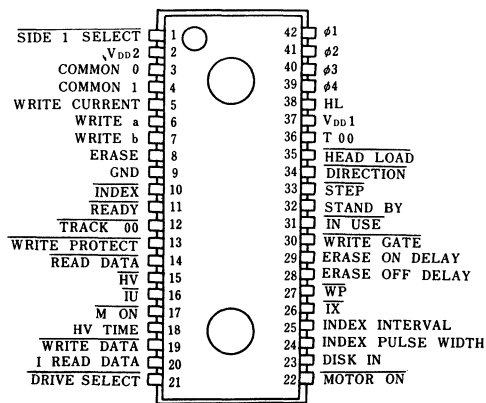 SIDE 1 SELECT 1 42 φ1
VDD2 2 41 φ2
COMMON 0 3 40 φ3
COMMON 1 4 39 φ4
WRITE CURRENT 5 38 HL
WRITE a 6 37 VDD1
WRITE b 7 36 T 00
ERASE 8 35 HEAD LOAD
GND 9 34 DIRECTION
INDEX 10 33 STEP
READY 11 32 STAND BY
TRACK 00 12 31 IN USE
WRITE PROTECT 13 30 WRITE GATE
READ DATA 14 29 ERASE ON DELAY
HV 15 28 ERASE OFF DELAY
IU 16 27 WP
M ON 17 26 IX
HV TIME 18 25 INDEX INTERVAL
WRITE DATA 19 24 INDEX PULSE WIDTH
I READ DATA 20 23 DISK IN
DRIVE SELECT 21 22 MOTOR ON